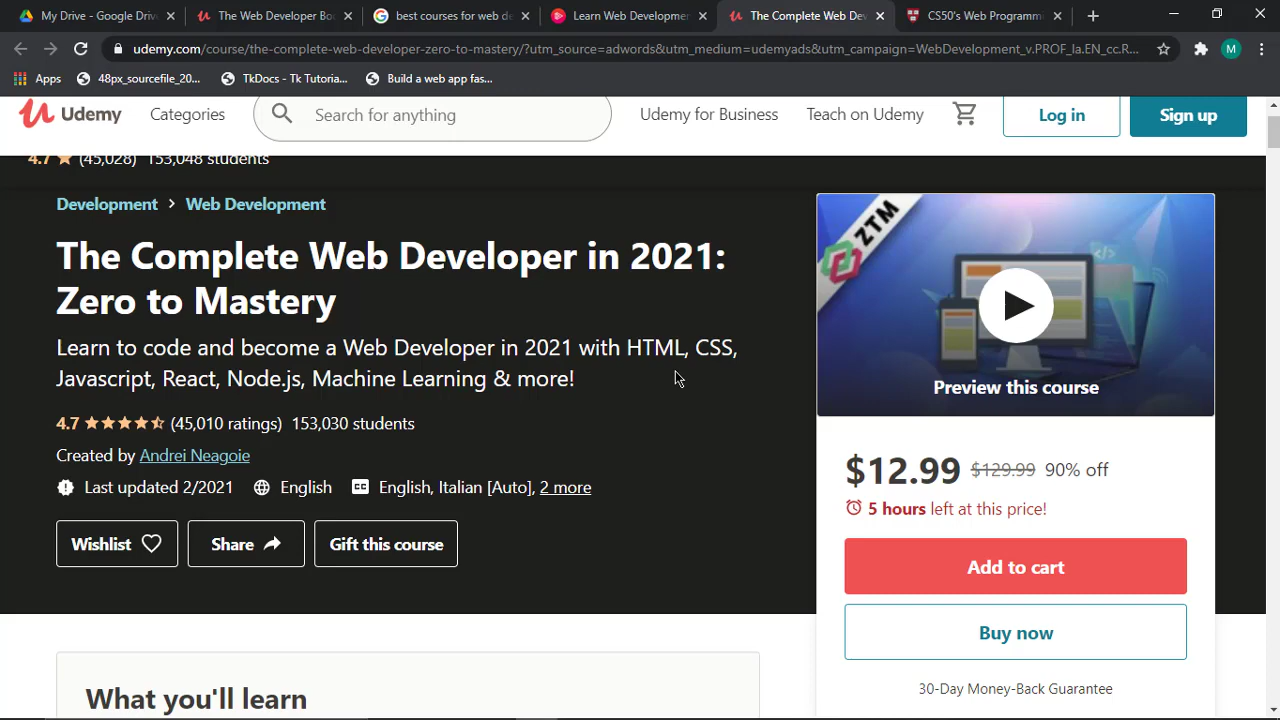 My Drive - Google Driv
The Web Developer Bo
best courses for web de
Learn Web Developmen
The Complete Web Dev
CS50's Web Programmi
udemy.com/course/the-complete-web-developer-zero-to-mastery/?utm_source=adwords&utm_medium=udemyads&utm_campaign=WebDevelopment_v.PROF_la.EN_cc.R...
M
Apps
48px_sourcefile_20...
TkDocs - Tk Tutoria...
Build a web app fas...
Udemy
Categories
Search for anything
Udemy for Business
Teach on Udemy
Log in
Sign up
4.7 ★ (45,028) 153,048 students
Development > Web Development
The Complete Web Developer in 2021:
Zero to Mastery
Learn to code and become a Web Developer in 2021 with HTML, CSS,
Javascript, React, Node.js, Machine Learning & more!
4.7 ★★★★★ (45,010 ratings) 153,030 students
Created by Andrei Neagoie
Last updated 2/2021 English CC English, Italian [Auto], 2 more
Wishlist
Share
Gift this course
What you'll learn
ZTM
Preview this course
$12.99 $129.99 90% off
5 hours left at this price!
Add to cart
Buy now
30-Day Money-Back Guarantee